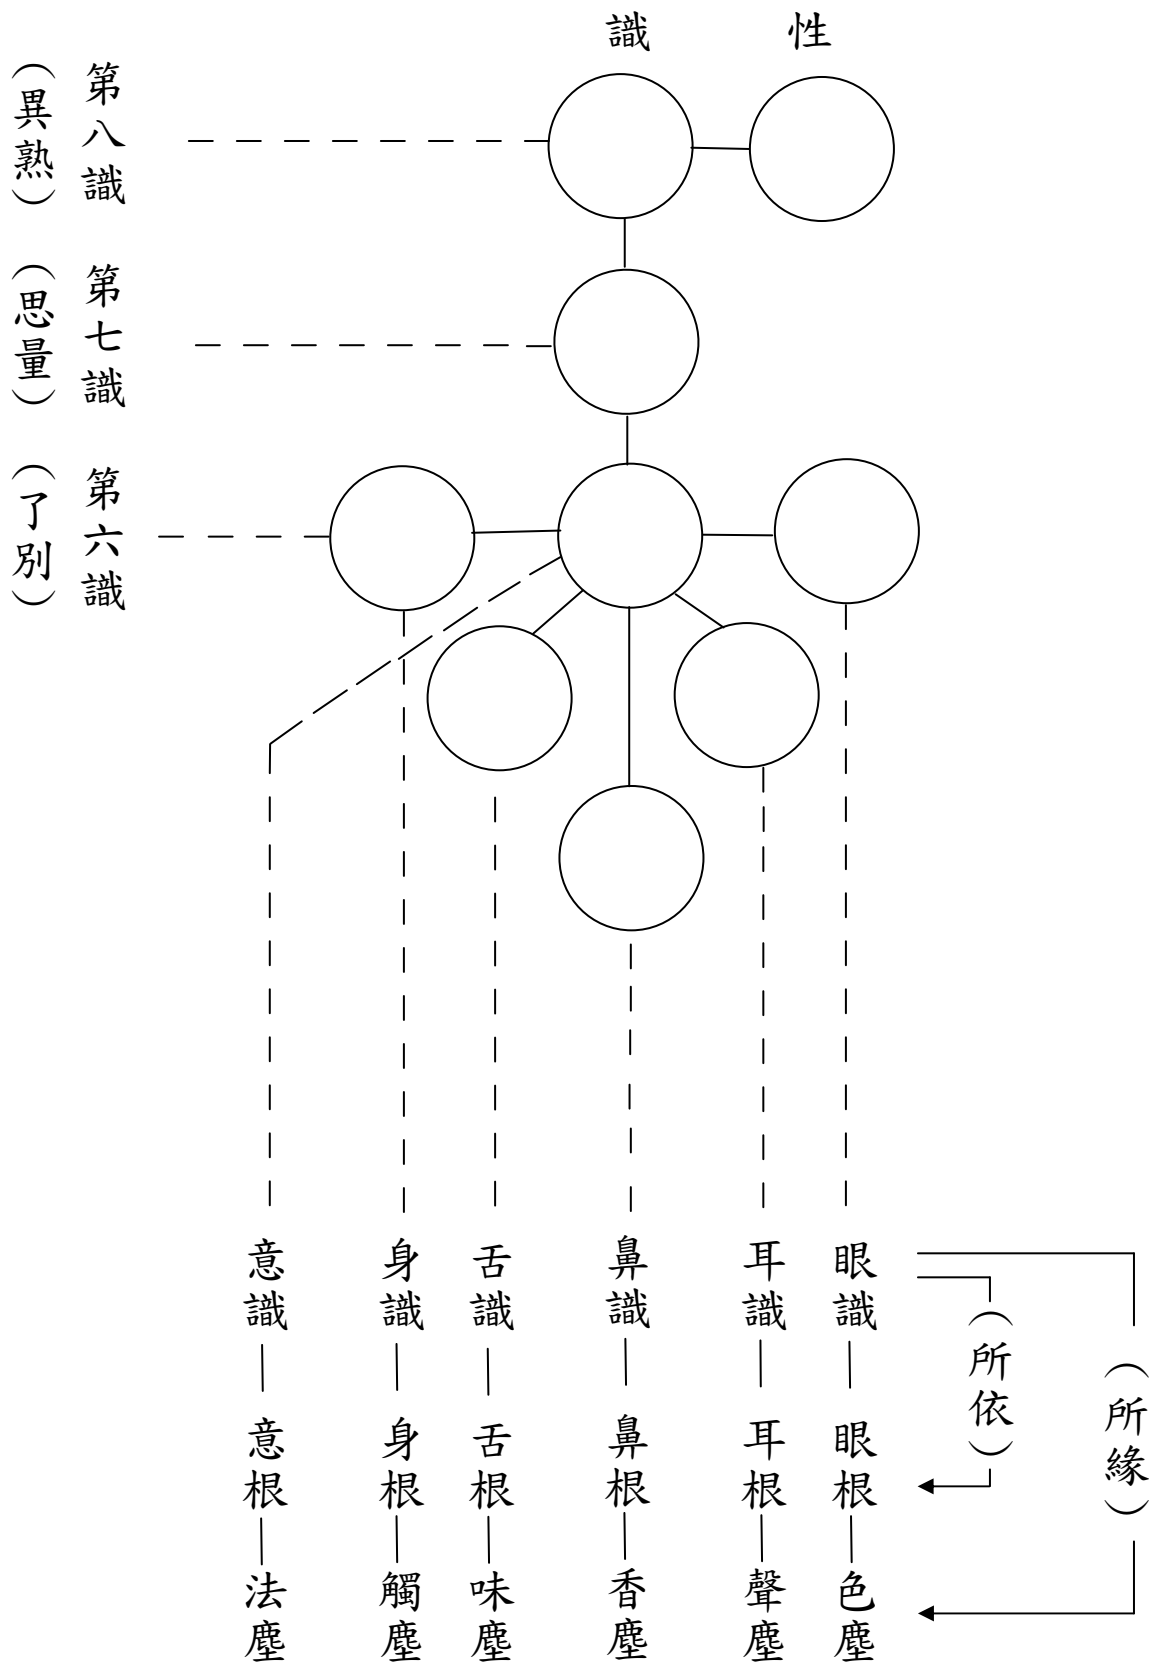 性
識
第八識
（異熟）
第七識
（思量）
第六識
（了別）
（所緣）
（所依）
眼識
眼根
色塵
耳識
耳根
聲塵
鼻識
鼻根
香塵
舌識
舌根
味塵
身識
身根
觸塵
意識
意根
法塵